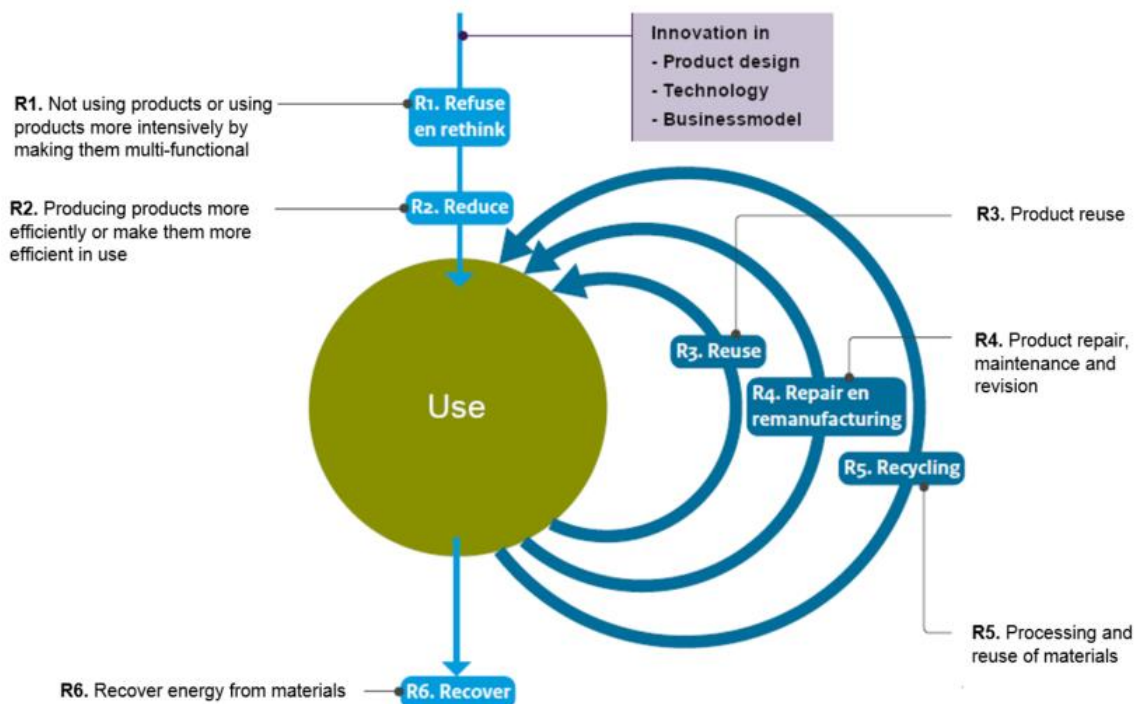 Innovation in
- Product design
- Technology
- Businessmodel
R1. Not using products or using
products more intensively by
making them multi-functional
R1. Refuse
en rethink
R2. Producing products more
efficiently or make them more
efficient in use
R2. Reduce
R3. Product reuse
R3. Reuse
R4. Product repair,
maintenance and
revision
R4. Repair en
remanufacturing
Use
R5. Recycling
R5. Processing and
reuse of materials
R6. Recover energy from materials
R6. Recover